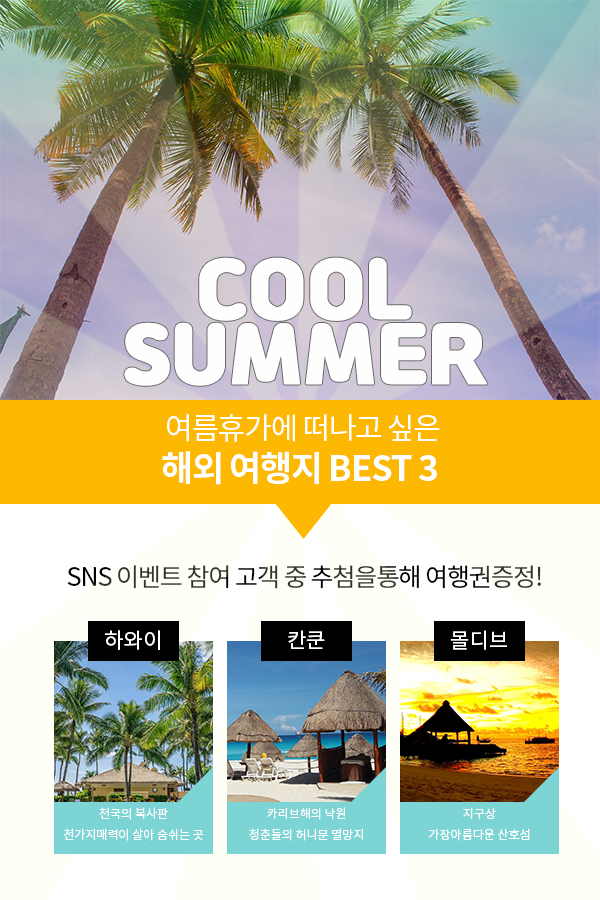 COOL
SUMMER
여름휴가에 떠나고 싶은
해외 여행지 BEST 3
SNS 이벤트 참여 고객 중 추첨을통해 여행권증정!
하와이
천국의 복사판
천가지매력이 살아 숨쉬는 곳
칸쿤
카리브해의 낙원
청춘들의 허니문 열망지
몰디브
지구상
가장아름다운 산호섬